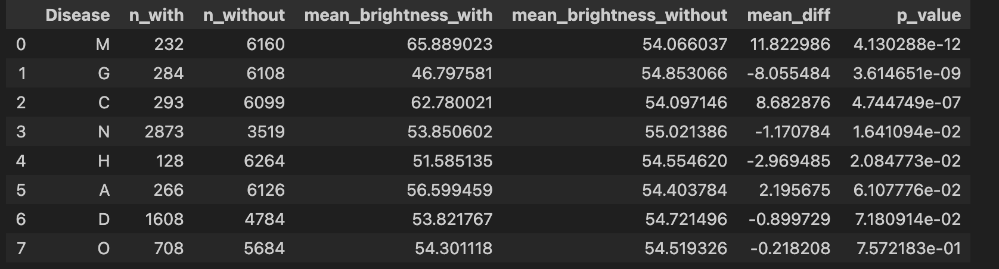 Disease n_with n_without mean_brightness_with mean_brightness_without mean_diff p_value
0 M 232 6160 65.889023 54.066037 11.822986 4.130288e-12
1 G 284 6108 46.797581 54.853066 -8.055484 3.614651e-09
2 C 293 6099 62.780021 54.097146 8.682876 4.744749e-07
3 N 2873 3519 53.850602 55.021386 -1.170784 1.641094e-02
4 H 128 6264 51.585135 54.554620 -2.969485 2.084773e-02
5 A 266 6126 56.599459 54.403784 2.195675 6.107776e-02
6 D 1608 4784 53.821767 54.721496 -0.899729 7.180914e-02
7 O 708 5684 54.301118 54.519326 -0.218208 7.572183e-01